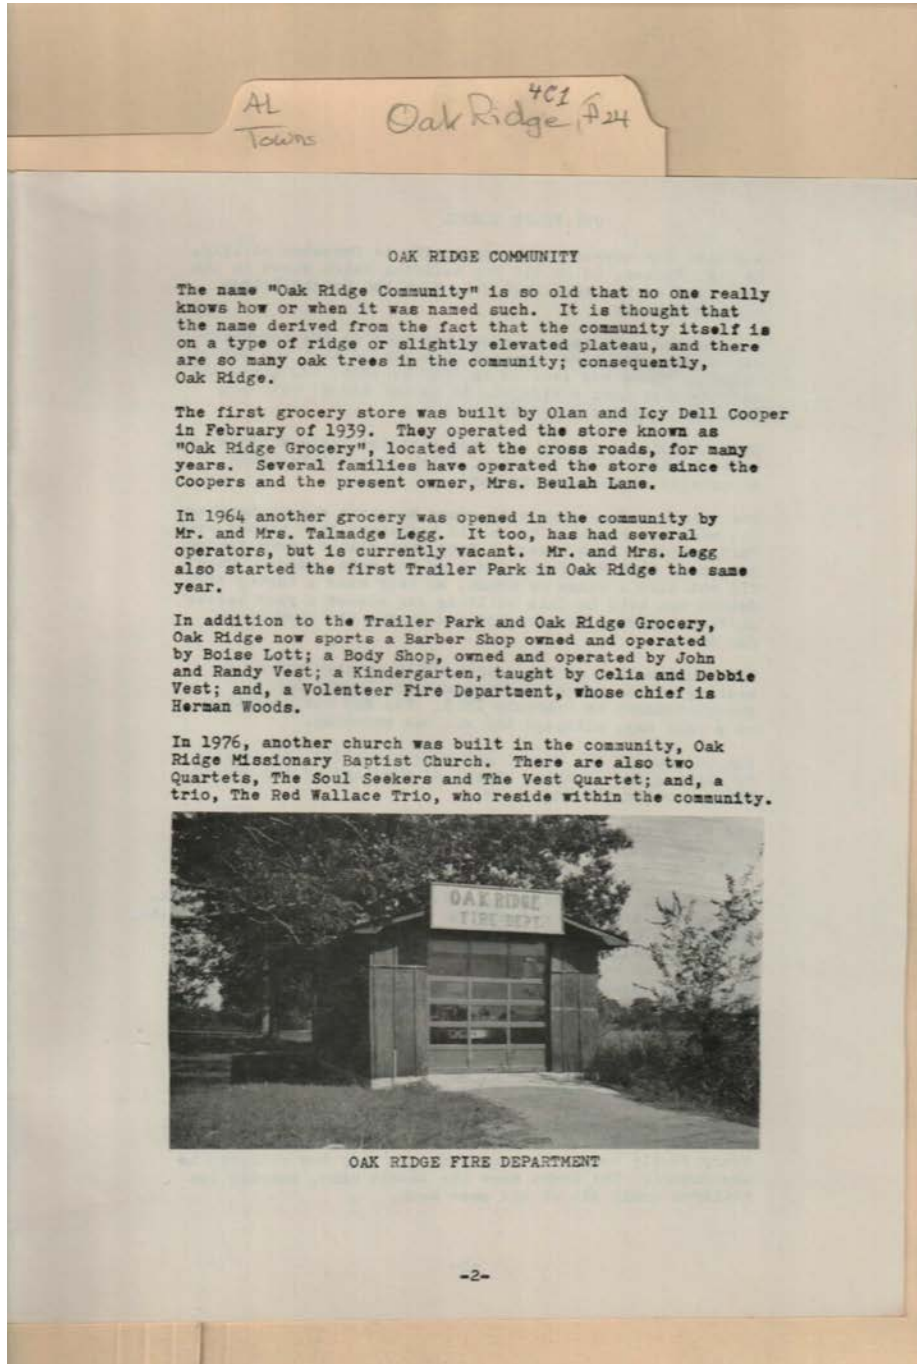 AL
Towns
4C1
Oak Ridge, #24
OAK RIDGE COMMUNITY
The name "Oak Ridge Community" is so old that no one really
knows how or when it was named such. It is thought that
the name derived from the fact that the community itself is
on a type of ridge or slightly elevated plateau, and there
are so many oak trees in the community; consequently,
Oak Ridge.
The first grocery store was built by Olan and Icy Dell Cooper
in February of 1939. They operated the store known as
"Oak Ridge Grocery", located at the cross roads, for many
years. Several families have operated the store since the
Coopers and the present owner, Mrs. Beulah Lane.
In 1964 another grocery was opened in the community by
Mr. and Mrs. Talmadge Legg. It too, has had several
operators, but is currently vacant. Mr. and Mrs. Legg
also started the first Trailer Park in Oak Ridge the same
year.
In addition to the Trailer Park and Oak Ridge Grocery,
Oak Ridge now sports a Barber Shop owned and operated
by Boise Lott; a Body Shop, owned and operated by John
and Randy Vest; a Kindergarten, taught by Celia and Debbie
Vest; and, a Volenteer Fire Department, whose chief is
Herman Woods.
In 1976, another church was built in the community, Oak
Ridge Missionary Baptist Church. There are also two
Quartets, The Soul Seekers and The Vest Quartet; and, a
trio, The Red Wallace Trio, who reside within the community.
OAK RIDGE
FIRE DEPT.
OAK RIDGE FIRE DEPARTMENT
-2-